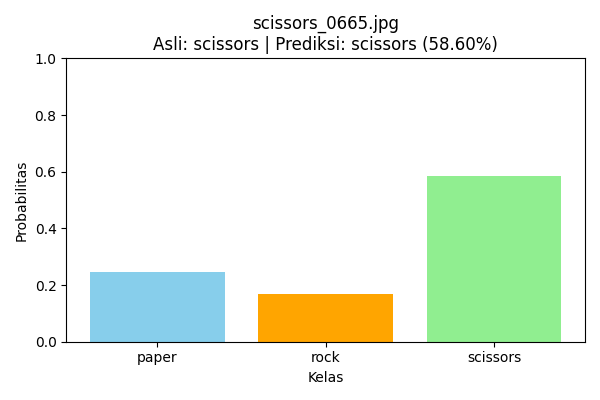 scissors_0665.jpg
Asli: scissors | Prediksi: scissors (58.60%)
1.0
0.8
0.6
0.4
0.2
0.0
Probabilitas
paper
rock
scissors
Kelas